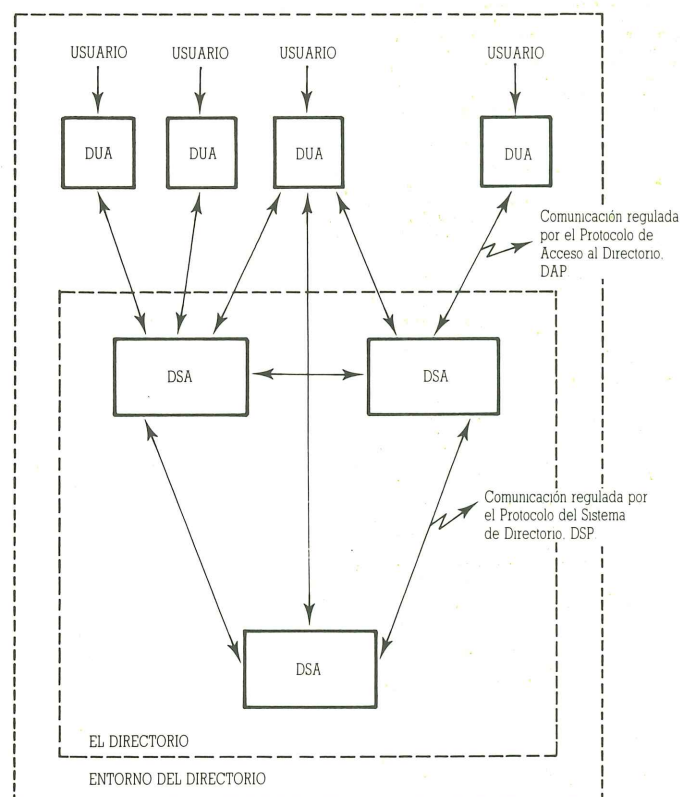 USUARIO
USUARIO
USUARIO
USUARIO
DUA
DUA
DUA
DUA
Comunicación regulada
por el Protocolo de
Acceso al Directorio.
DAP
DSA
DSA
Comunicación regulada por
el Protocolo del Sistema
de Directorio. DSP
DSA
EL DIRECTORIO
ENTORNO DEL DIRECTORIO